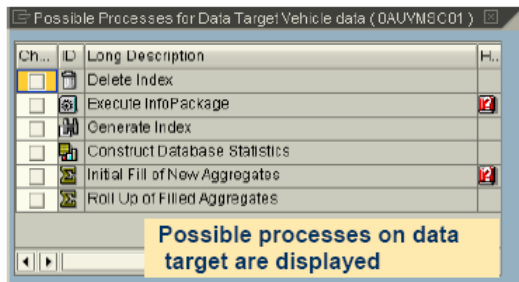 Possible Processes for Data Target Vehicle data ( 0AUVMSC01 )
Ch... ID Long Description H..
Delete Index
Execute InfoPackage
Generate Index
Construct Database Statistics
Initial Fill of New Aggregates
Roll Up of Filled Aggregates
Possible processes on data
target are displayed